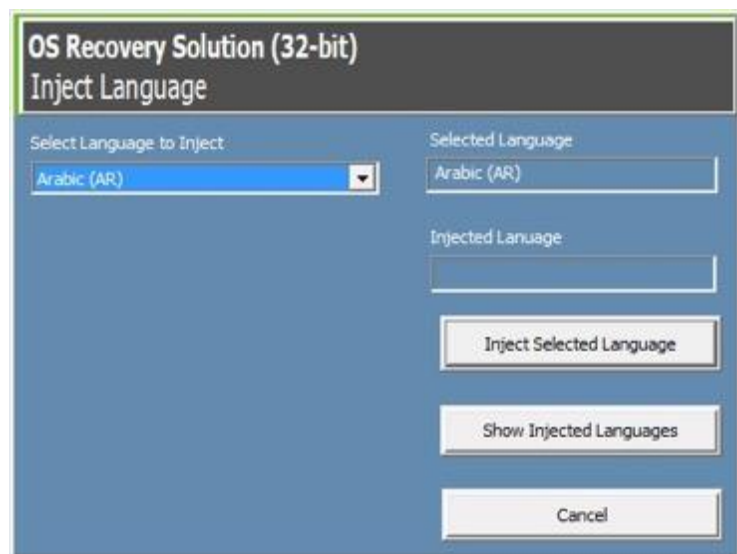 OS Recovery Solution (32-bit)
Inject Language
Select Language to Inject
Arabic (AR)
Selected Language
Arabic (AR)
Injected Lanuage
Inject Selected Language
Show Injected Languages
Cancel